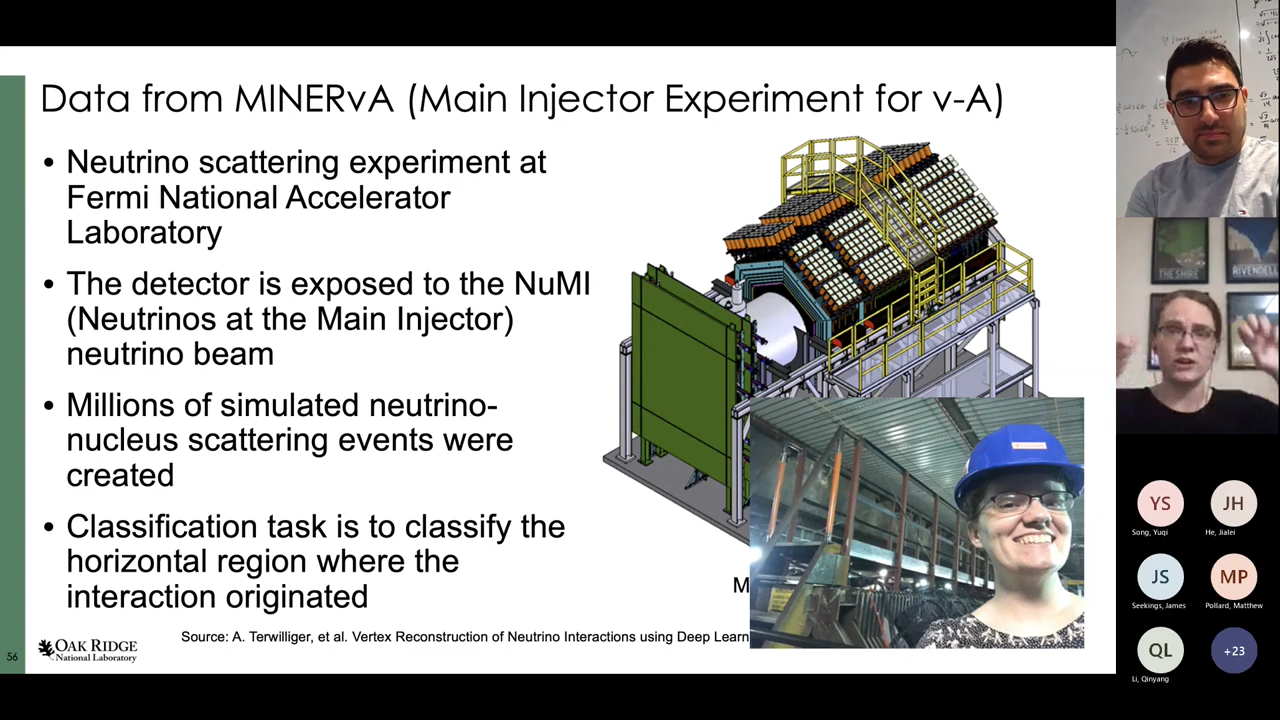 Data from MINERvA (Main Injector Experiment for v-A)
• Neutrino scattering experiment at
Fermi National Accelerator
Laboratory
• The detector is exposed to the NuMI
(Neutrinos at the Main Injector)
neutrino beam
• Millions of simulated neutrino-
nucleus scattering events were
created
• Classification task is to classify the
horizontal region where the
interaction originated
M
Source: A. Terwilliger, et al. Vertex Reconstruction of Neutrino Interactions using Deep Learn
56
OAK RIDGE
National Laboratory
THE SHIRE
RIVENDELL
YS
Song, Yuqi
JH
He, Jialei
JS
Seekings, James
MP
Pollard, Matthew
QL
Li, Qinyang
+23